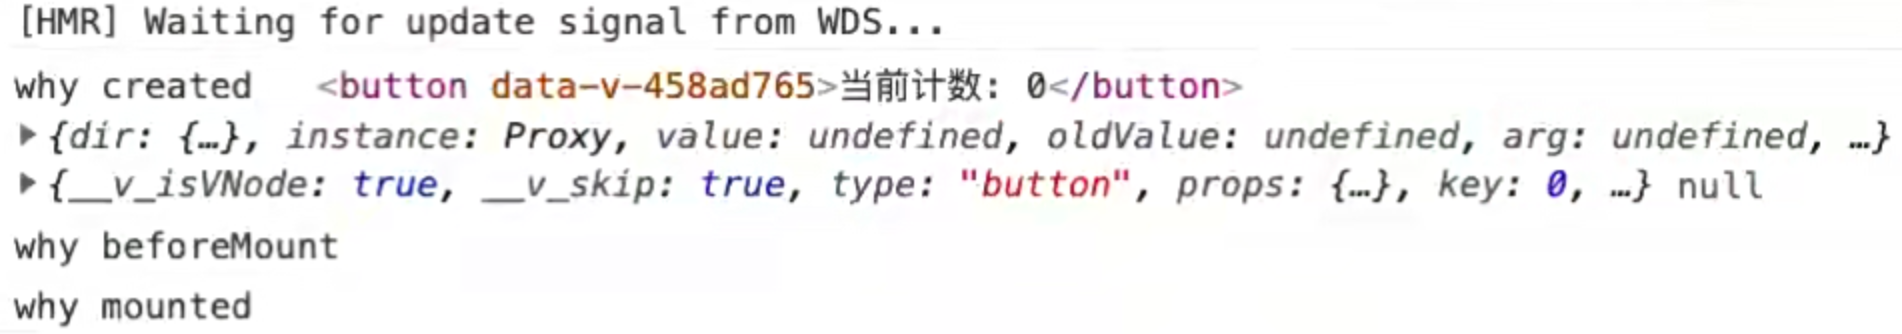 [HMR] Waiting for update signal from WDS...
why created <button data-v-458ad765>当前计数: 0</button>
▶{dir: {…}, instance: Proxy, value: undefined, oldValue: undefined, arg: undefined, …}
▶{__v_isVNode: true, __v_skip: true, type: "button", props: {…}, key: 0, …} null
why beforeMount
why mounted